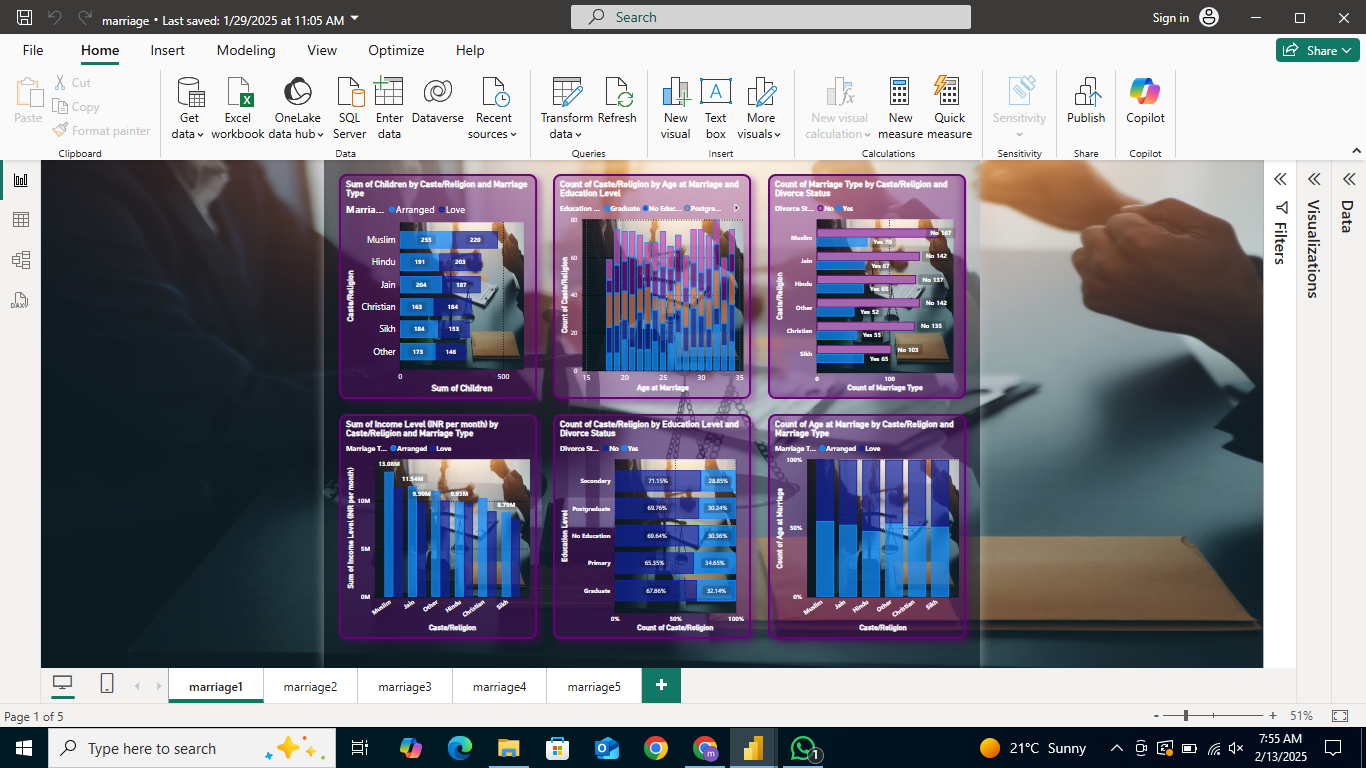 marriage • Last saved: 1/29/2025 at 11:05 AM
Search
Sign in
File Home Insert Modeling View Optimize Help
Share
Paste
Cut
Copy
Format painter
Clipboard
Get data
Excel workbook
OneLake data hub
SQL Server
Enter data
Dataverse
Recent sources
Data
Transform data
Refresh
Queries
New visual
Text box
More visuals
Insert
New visual calculation
New measure
Quick measure
Calculations
Sensitivity
Sensitivity
Publish
Share
Copilot
Copilot
DAX
Sum of Children by Caste/Religion and Marriage
Type
Marria... Arranged Love
Caste/Religion
Muslim 255 220
Hindu 191 203
Jain 204 187
Christian 163 184
Sikh 184 153
Other 173 146
0 500
Sum of Children
Count of Caste/Religion by Age at Marriage and
Education Level
Education ... Graduate No Educ... Postgra...
Count of Caste/Religion
80
60
40
20
0
15 20 25 30 35
Age at Marriage
Count of Marriage Type by Caste/Religion and
Divorce Status
Divorce St... No Yes
Caste/Religion
Muslim No 187
Yes 70
Jain No 142
Yes 67
Hindu No 137
Yes 65
Other No 142
Yes 52
Christian No 135
Yes 55
Sikh No 103
Yes 65
0 100
Count of Marriage Type
Sum of Income Level (INR per month) by
Caste/Religion and Marriage Type
Marriage T... Arranged Love
Sum of Income Level (INR per month)
13.08M
11.54M
9.90M
9.93M
8.79M
10M
5M
0M
Muslim Jain Other Hindu Christian Sikh
Caste/Religion
Count of Caste/Religion by Education Level and
Divorce Status
Divorce St... No Yes
Education Level
Secondary 71.15% 28.85%
Postgraduate 69.76% 30.24%
No Education 69.64% 30.36%
Primary 65.35% 34.65%
Graduate 67.86% 32.14%
0% 50% 100%
Count of Caste/Religion
Count of Age at Marriage by Caste/Religion and
Marriage Type
Marriage T... Arranged Love
Count of Age at Marriage
100%
50%
0%
Muslim Jain Hindu Other Christian Sikh
Caste/Religion
Filters
Visualizations
Data
marriage1 marriage2 marriage3 marriage4 marriage5
Page 1 of 5
- + 51%
Type here to search
m
1
21°C Sunny
7:55 AM
2/13/2025